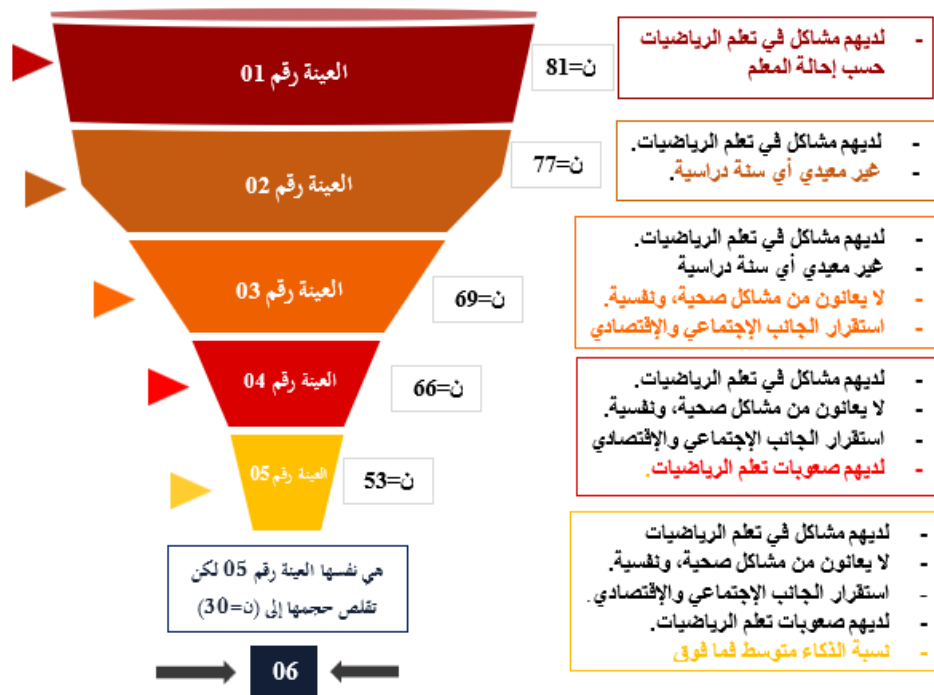 العينة رقم 01
ن=81
- لديهم مشاكل في تعلم الرياضيات
حسب إحالة المعلم
العينة رقم 02
ن=77
- لديهم مشاكل في تعلم الرياضيات.
- غير معيدي أي سنة دراسية.
العينة رقم 03
ن=69
- لديهم مشاكل في تعلم الرياضيات.
- غير معيدي أي سنة دراسية
- لا يعانون من مشاكل صحية، ونفسية.
- استقرار الجانب الإجتماعي والإقتصادي
العينة رقم 04
ن=66
- لديهم مشاكل في تعلم الرياضيات.
- لا يعانون من مشاكل صحية، ونفسية.
- استقرار الجانب الإجتماعي والإقتصادي
- لديهم صعوبات تعلم الرياضيات.
العينة رقم 05
ن=53
- لديهم مشاكل في تعلم الرياضيات
- لا يعانون من مشاكل صحية، ونفسية.
- استقرار الجانب الإجتماعي والإقتصادي.
- لديهم صعوبات تعلم الرياضيات.
- نسبة الذكاء متوسط فما فوق
هي نفسها العينة رقم 05 لكن
تقلص حجمها إلى (ن=30)
06